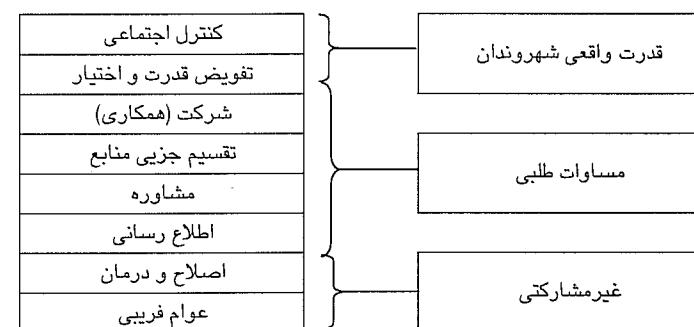 کنترل اجتماعی
تفویض قدرت و اختیار
شرکت (همکاری)
تقسیم جزیی منابع
مشاوره
اطلاع رسانی
اصلاح و درمان
عوام فریبی
قدرت واقعی شهروندان
مساوات طلبی
غیرمشارکتی